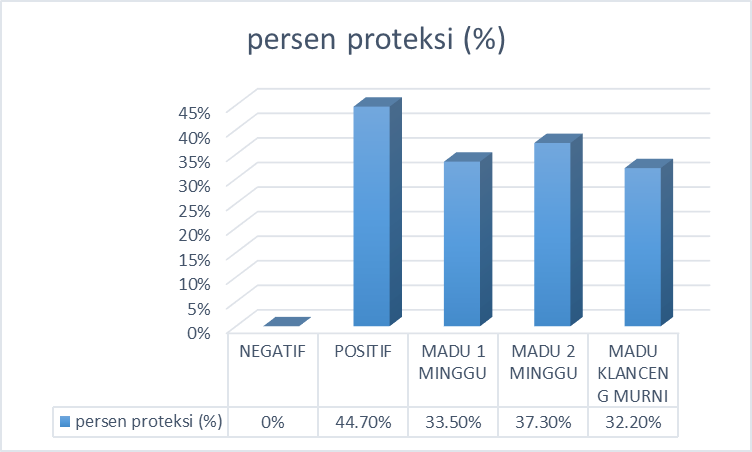 persen proteksi (%)
45%
40%
35%
30%
25%
20%
15%
10%
5%
0%
NEGATIF
POSITIF
MADU 1
MINGGU
MADU 2
MINGGU
MADU
KLANCEN
G MURNI
persen proteksi (%)
0%
44.70%
33.50%
37.30%
32.20%